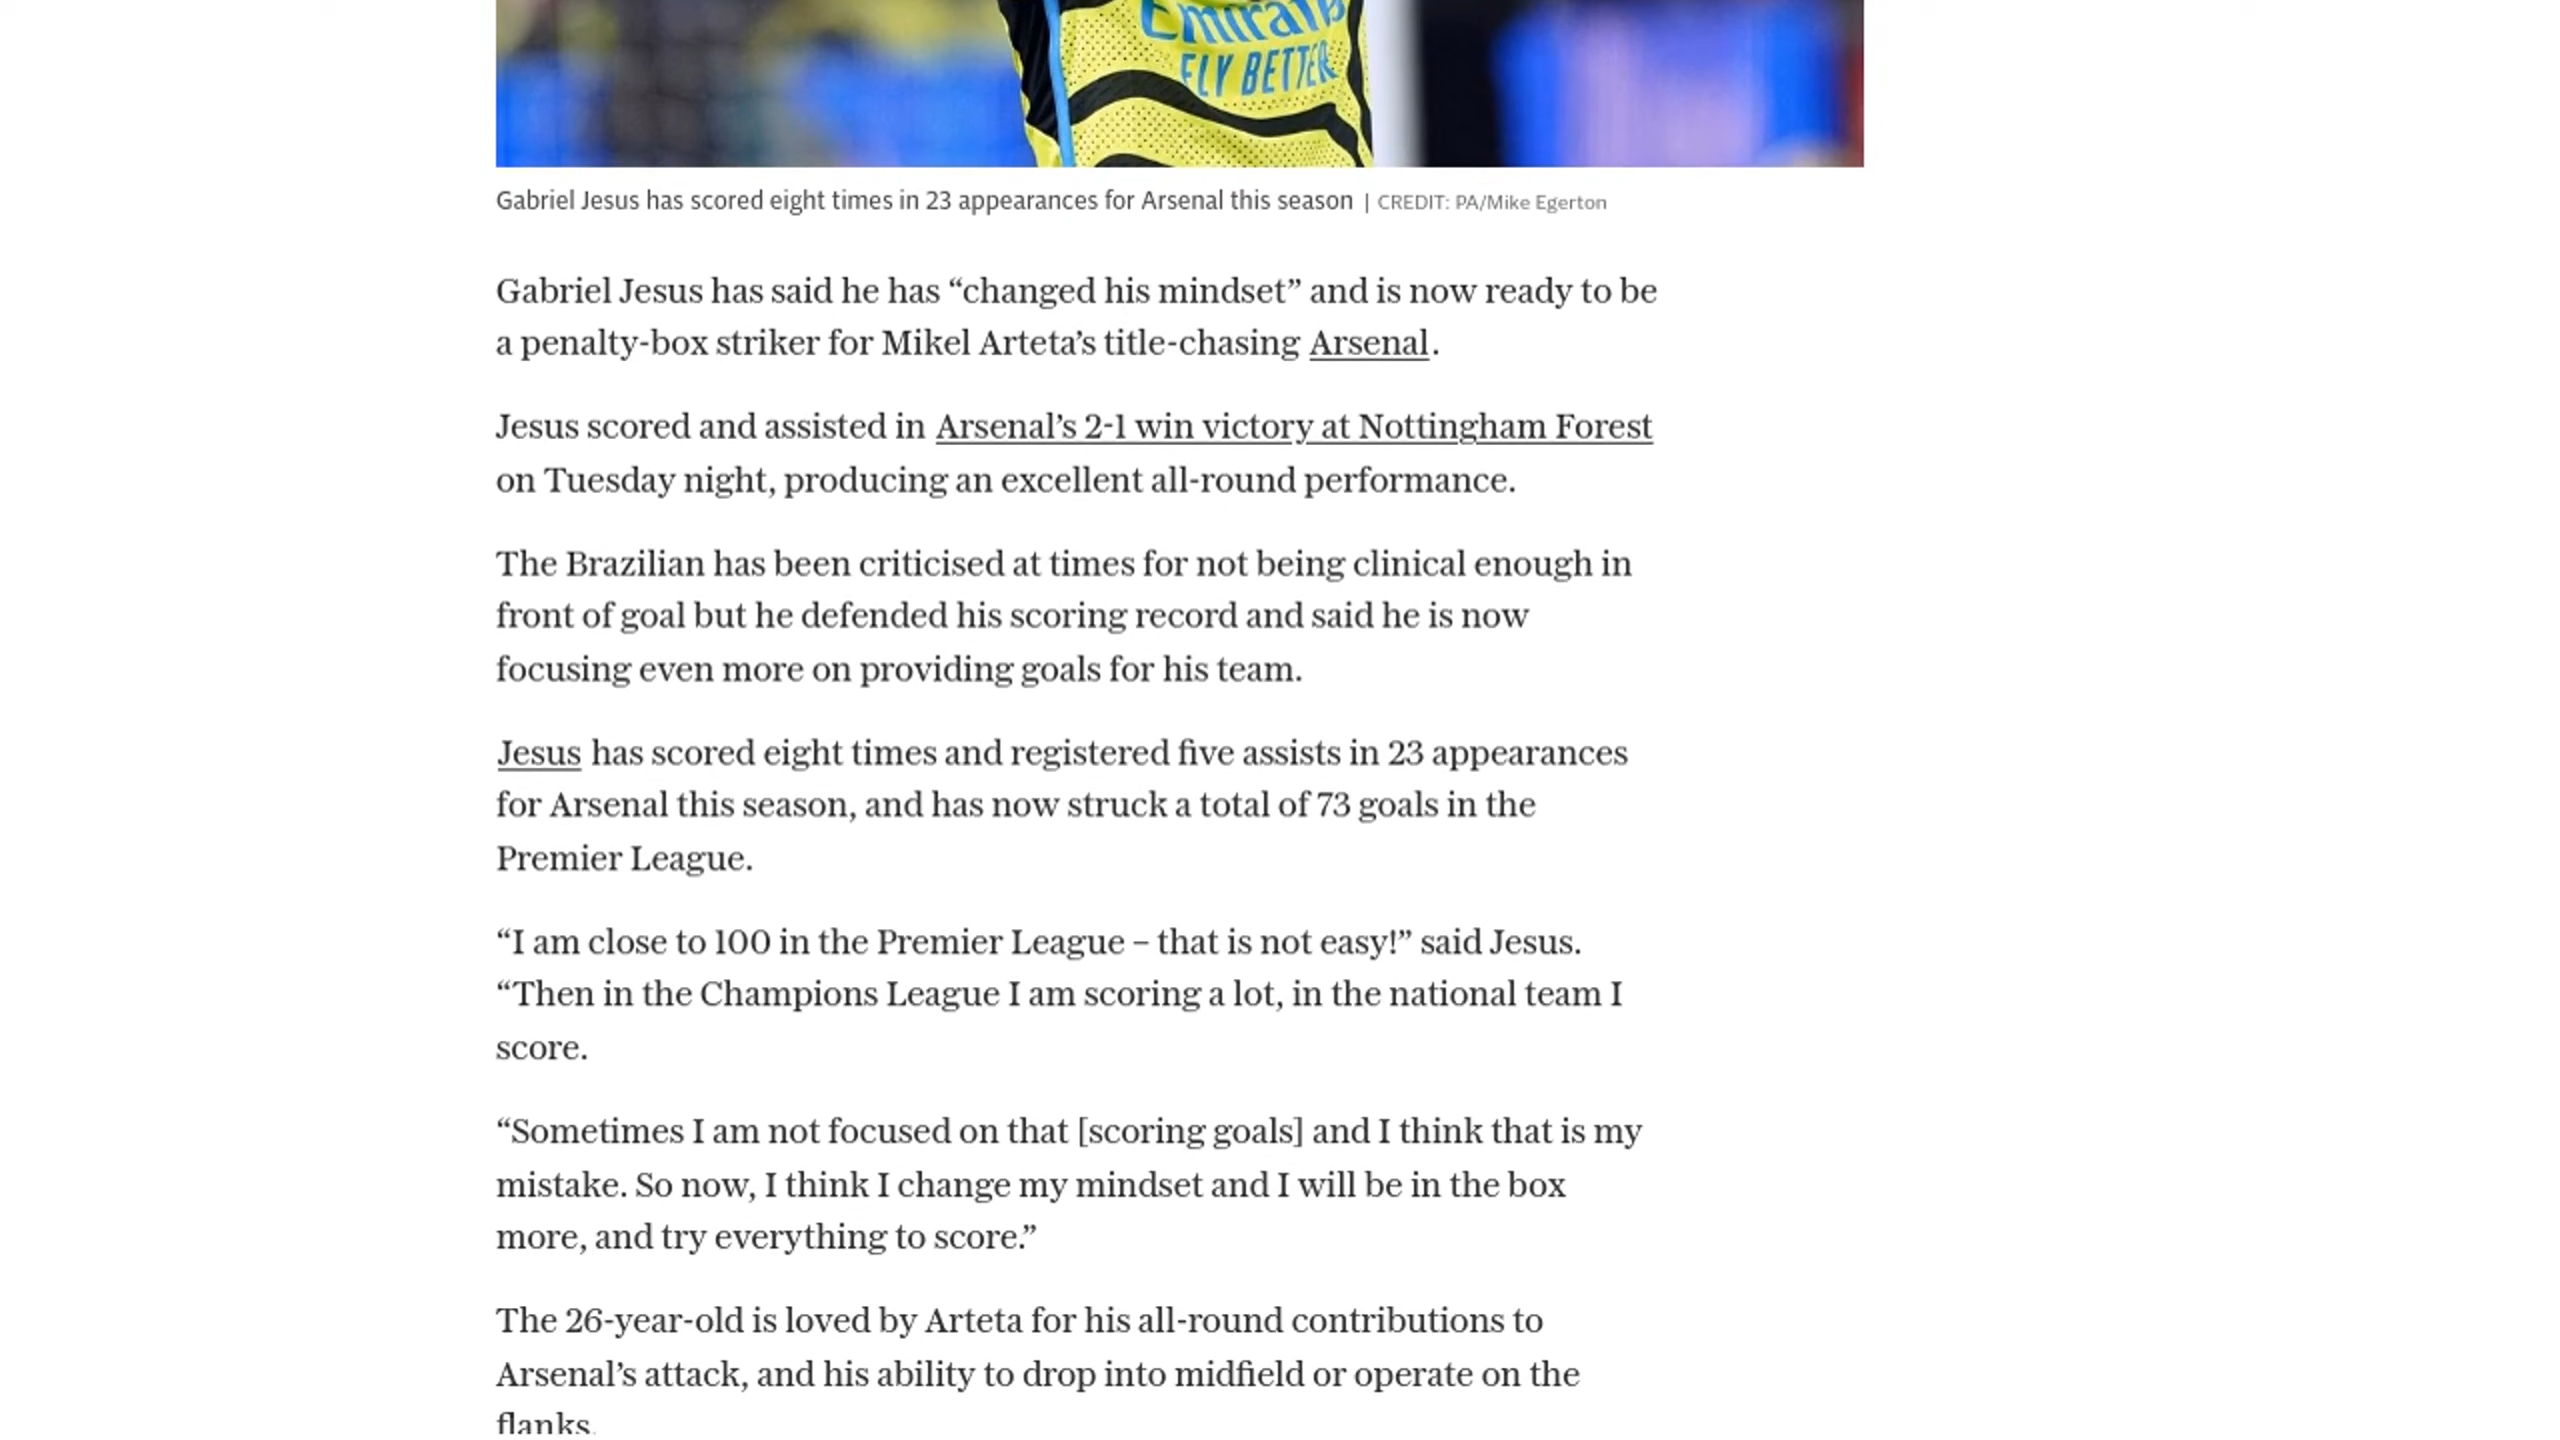 Emirates
FLY BETTER
Gabriel Jesus has scored eight times in 23 appearances for Arsenal this season | CREDIT: PA/Mike Egerton
Gabriel Jesus has said he has “changed his mindset” and is now ready to be
a penalty-box striker for Mikel Arteta’s title-chasing Arsenal.
Jesus scored and assisted in Arsenal’s 2-1 win victory at Nottingham Forest
on Tuesday night, producing an excellent all-round performance.
The Brazilian has been criticised at times for not being clinical enough in
front of goal but he defended his scoring record and said he is now
focusing even more on providing goals for his team.
Jesus has scored eight times and registered five assists in 23 appearances
for Arsenal this season, and has now struck a total of 73 goals in the
Premier League.
“I am close to 100 in the Premier League – that is not easy!” said Jesus.
“Then in the Champions League I am scoring a lot, in the national team I
score.
“Sometimes I am not focused on that [scoring goals] and I think that is my
mistake. So now, I think I change my mindset and I will be in the box
more, and try everything to score.”
The 26-year-old is loved by Arteta for his all-round contributions to
Arsenal’s attack, and his ability to drop into midfield or operate on the
flanks.